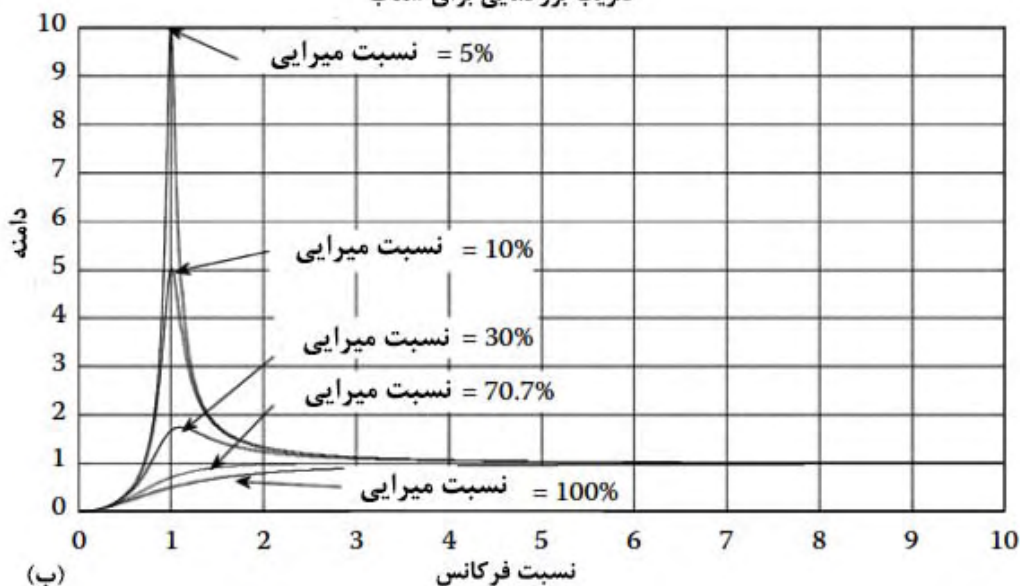 10
نسبت میرایی = 5%
9
8
7
6
دامنه
نسبت میرایی = 10%
5
4
نسبت میرایی = 30%
3
نسبت میرایی = 70.7%
2
1
نسبت میرایی = 100%
0
0 1 2 3 4 5 6 7 8 9 10
نسبت فرکانس
(ب)